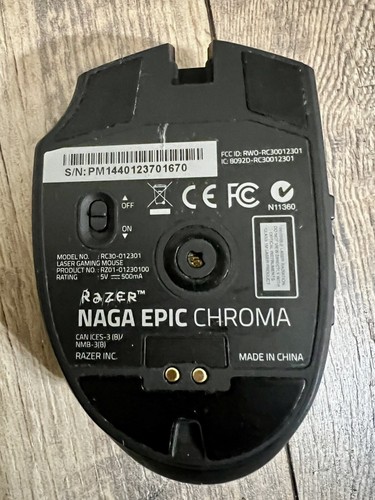 S/N:PM1440123701670
FCC ID: RWO-RC30012301
IC: 8092D-RC30012301
OFF
ON
CE FC
N11360
MODEL NO. : RC30-012301
LASER GAMING MOUSE
PRODUCT NO. : RZ01-01230100
RATING : 5V 500mA
RAZER™
NAGA EPIC CHROMA
CAN ICES-3 (B)/
NMB-3(B)
RAZER INC.
MADE IN CHINA